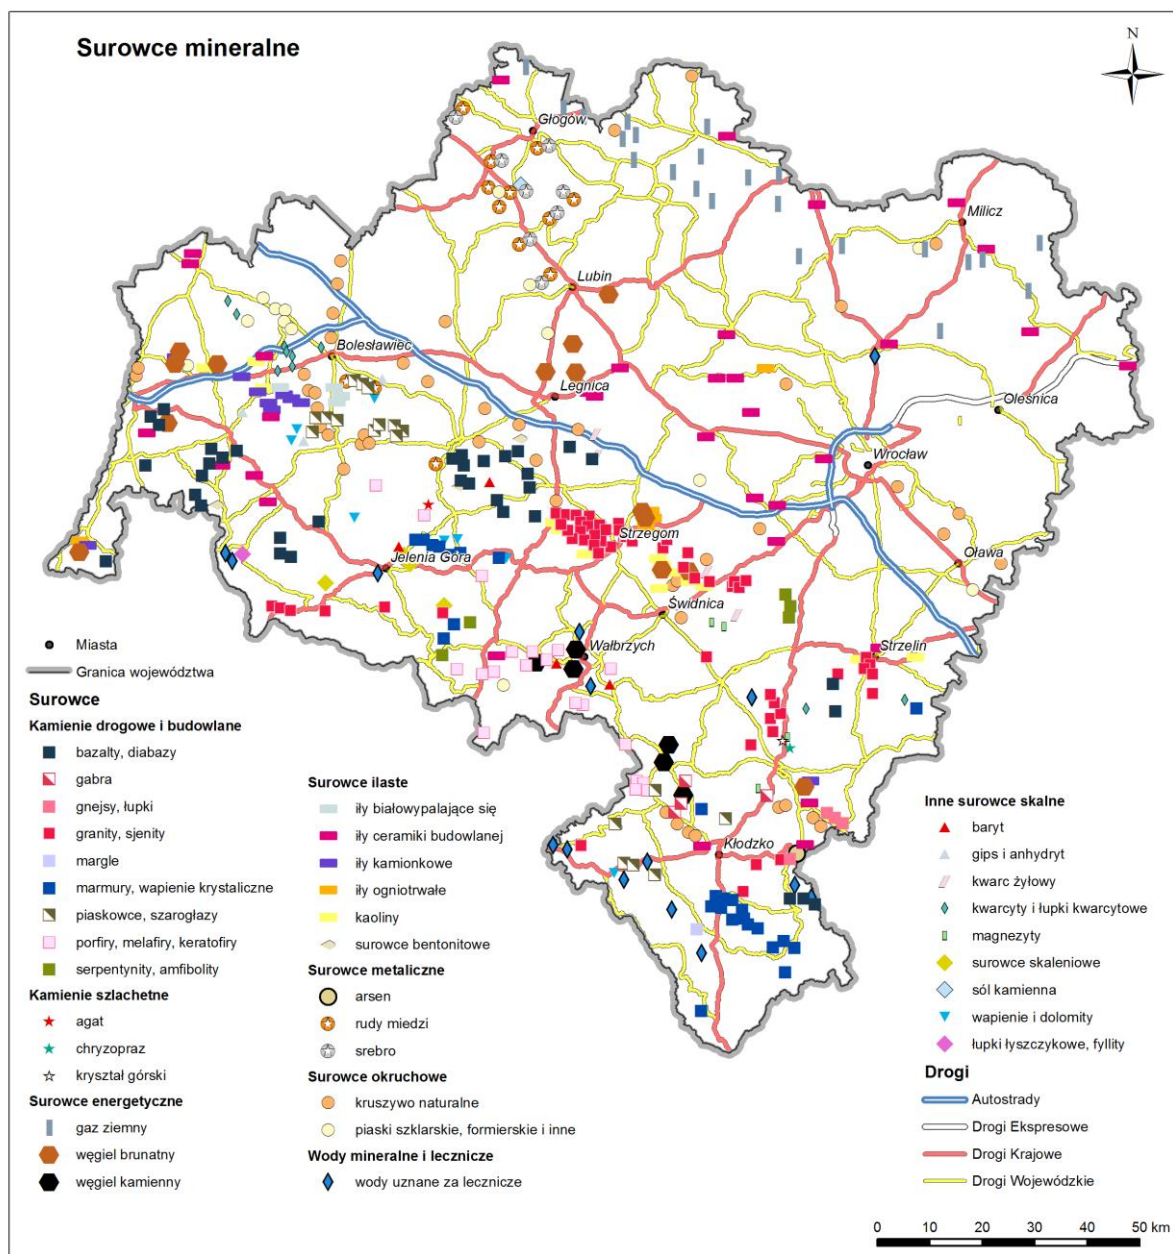 Surowce mineralne
N
Głogów
Milicz
Lubin
Bolesławiec
Legnica
Oleśnica
Wrocław
Strzegom
Jelenia Góra
Oława
Świdnica
Wałbrzych
Strzelin
Kłodzko
Miasta
Granica województwa
Surowce
Kamienie drogowe i budowlane
bazalty, diabazy
gabra
gnejsy, łupki
granity, sjenity
margle
marmury, wapienie krystaliczne
piaskowce, szarogłazy
porfiry, melafiry, keratofiry
serpentynity, amfibolity
Kamienie szlachetne
agat
chryzopraz
kryształ górski
Surowce energetyczne
gaz ziemny
węgiel brunatny
węgiel kamienny
Surowce ilaste
iły białowypalające się
iły ceramiki budowlanej
iły kamionkowe
iły ogniotrwałe
kaoliny
surowce bentonitowe
Surowce metaliczne
arsen
rudy miedzi
srebro
Surowce okruchowe
kruszywo naturalne
piaski szklarskie, formierskie i inne
Wody mineralne i lecznicze
wody uznane za lecznicze
Inne surowce skalne
baryt
gips i anhydryt
kwarc żyłowy
kwarcyty i łupki kwarcytowe
magnezyty
surowce skaleniowe
sól kamienna
wapienie i dolomity
łupki łyszczykowe, fyllity
Drogi
Autostrady
Drogi Ekspresowe
Drogi Krajowe
Drogi Wojewódzkie
0 10 20 30 40 50 km